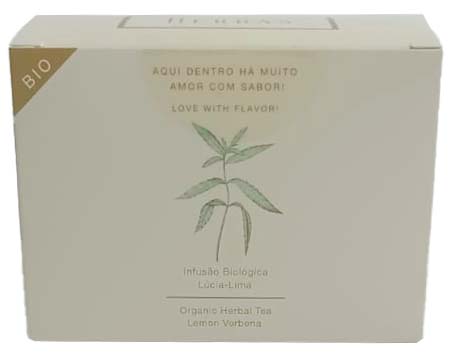 BIO
AQUI DENTRO HÁ MUITO
AMOR COM SABOR!
LOVE WITH FLAVOR!
Infusão Biológica
Lúcia-Lima
Organic Herbal Tea
Lemon Verbena